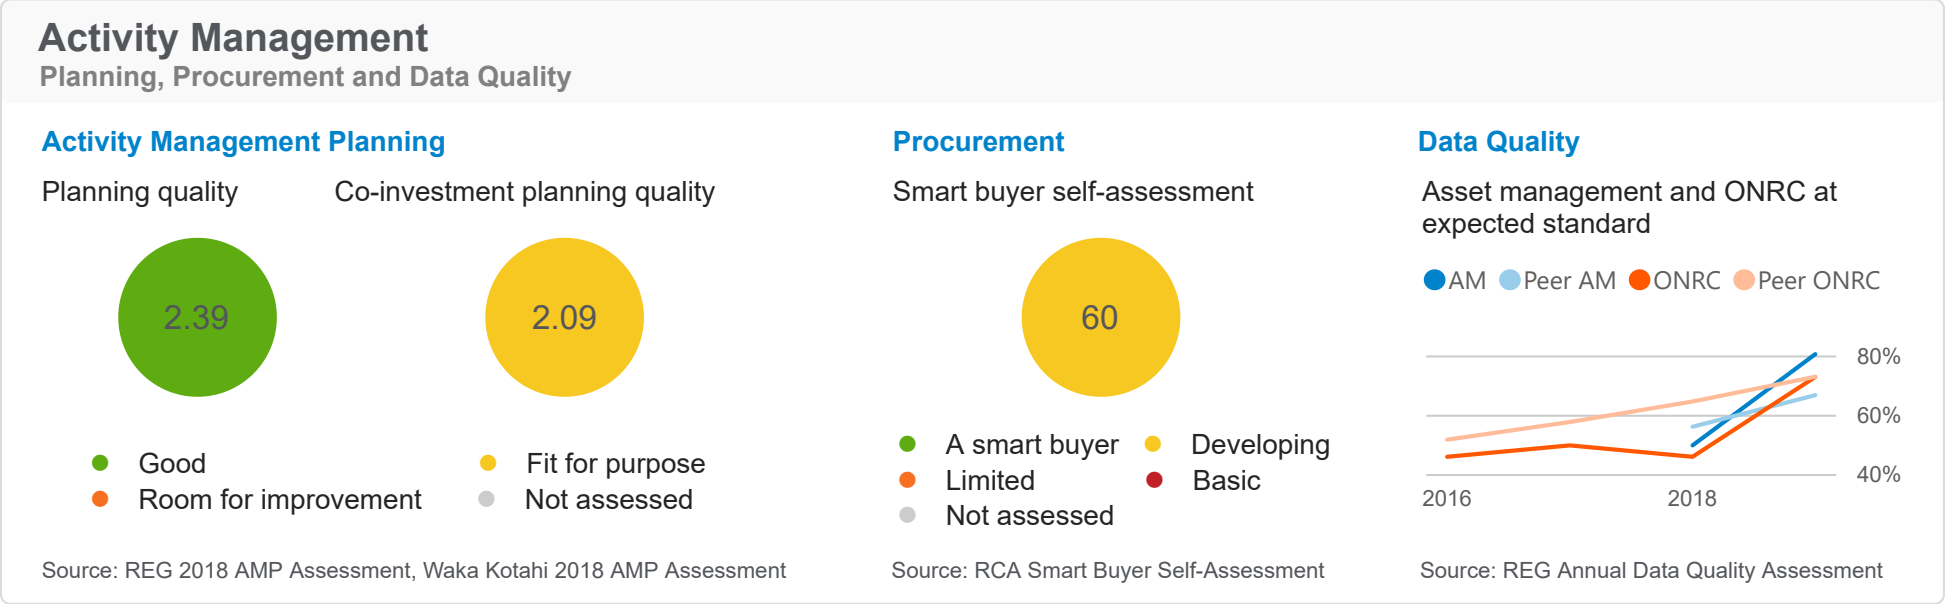 Activity Management
Planning, Procurement and Data Quality
Activity Management Planning
Planning quality
Co-investment planning quality
2.39
2.09
Good
Fit for purpose
Room for improvement
Not assessed
Source: REG 2018 AMP Assessment, Waka Kotahi 2018 AMP Assessment
Procurement
Smart buyer self-assessment
60
A smart buyer
Developing
Limited
Basic
Not assessed
Source: RCA Smart Buyer Self-Assessment
Data Quality
Asset management and ONRC at
expected standard
AM Peer AM ONRC Peer ONRC
80%
60%
40%
2016 2018
Source: REG Annual Data Quality Assessment